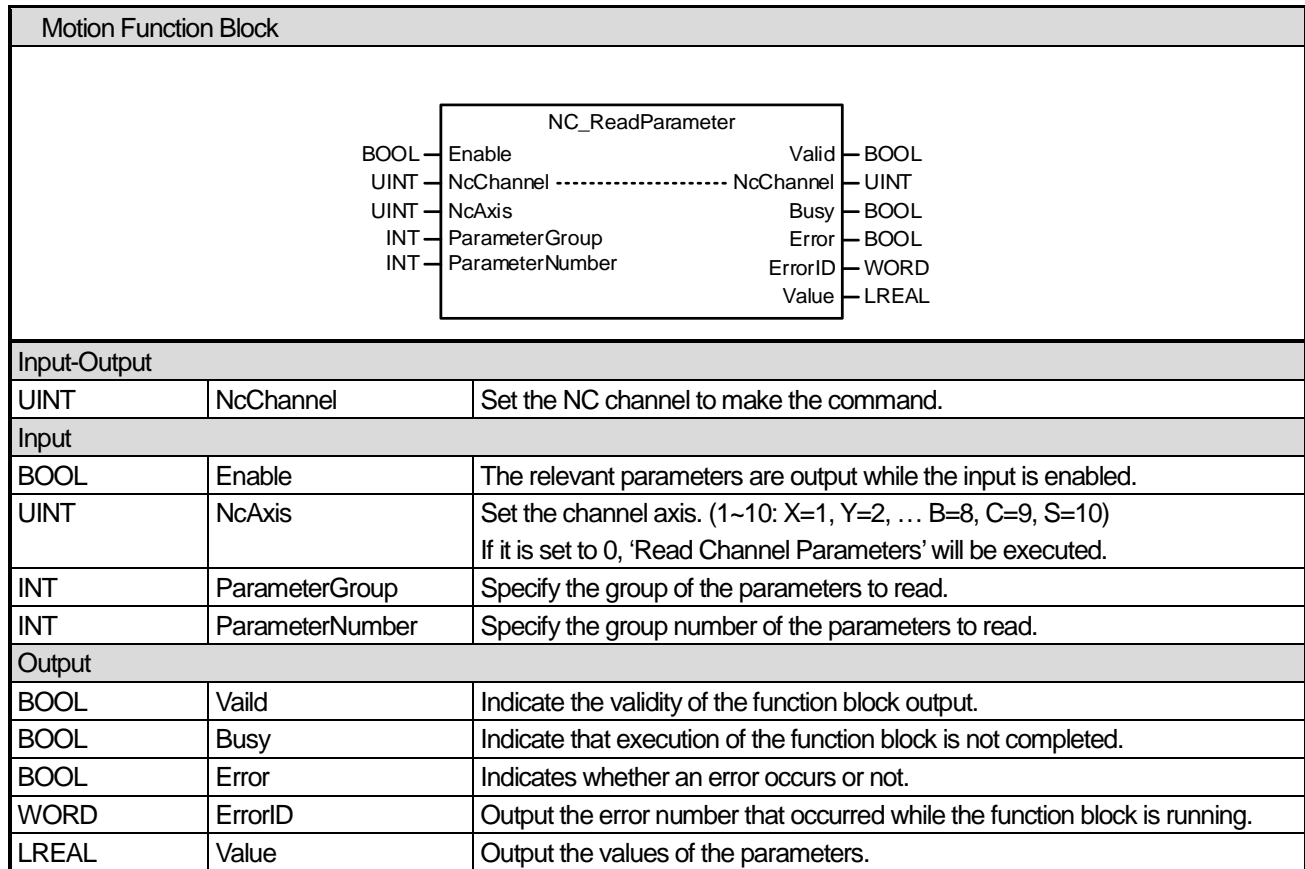 Motion Function Block
NC_ReadParameter
BOOL Enable Valid BOOL
UINT NcChannel NcChannel UINT
UINT NcAxis Busy BOOL
INT ParameterGroup Error BOOL
INT ParameterNumber ErrorID WORD
Value LREAL
Input-Output
UINT NcChannel Set the NC channel to make the command.
Input
BOOL Enable The relevant parameters are output while the input is enabled.
UINT NcAxis Set the channel axis. (1~10: X=1, Y=2, … B=8, C=9, S=10)
If it is set to 0, ‘Read Channel Parameters’ will be executed.
INT ParameterGroup Specify the group of the parameters to read.
INT ParameterNumber Specify the group number of the parameters to read.
Output
BOOL Vaild Indicate the validity of the function block output.
BOOL Busy Indicate that execution of the function block is not completed.
BOOL Error Indicates whether an error occurs or not.
WORD ErrorID Output the error number that occurred while the function block is running.
LREAL Value Output the values of the parameters.